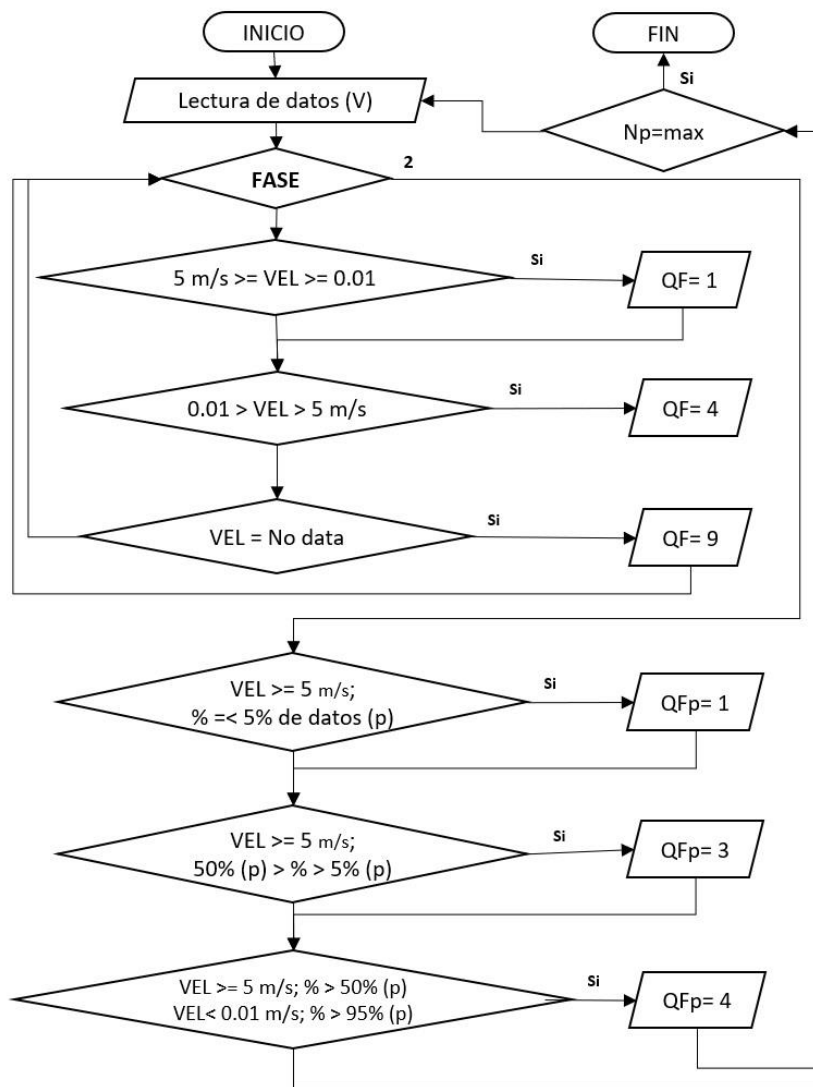 INICIO
FIN
Si
Lectura de datos (V)
Np=max
2
FASE
Si
5 m/s >= VEL >= 0.01
QF= 1
Si
0.01 > VEL > 5 m/s
QF= 4
Si
VEL = No data
QF= 9
VEL >= 5 m/s;
% =< 5% de datos (p)
Si
QFp= 1
VEL >= 5 m/s;
50% (p) > % > 5% (p)
Si
QFp= 3
VEL >= 5 m/s; % > 50% (p)
VEL< 0.01 m/s; % > 95% (p)
Si
QFp= 4